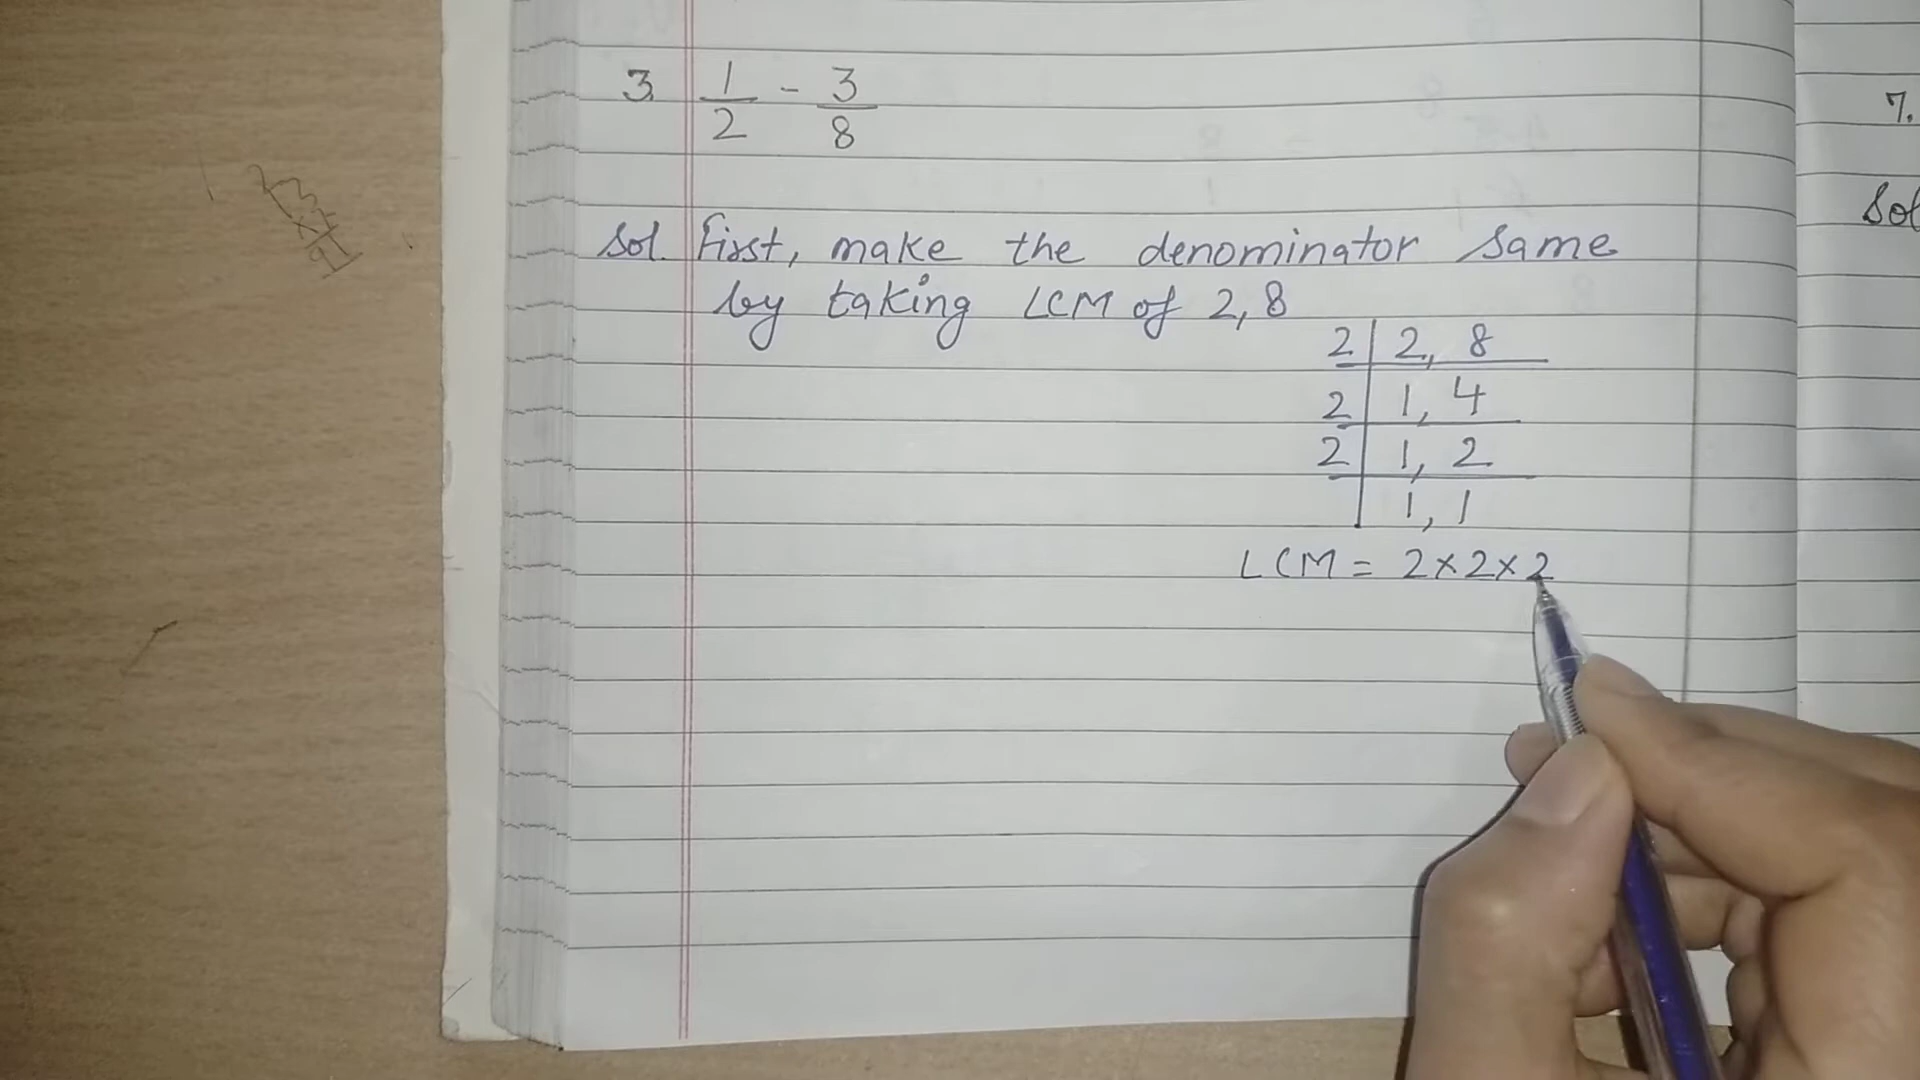 3. 1/2 - 3/8
Sol. First, make the denominator same
by taking LCM of 2,8
2 | 2, 8
2 | 1, 4
2 | 1, 2
1, 1
LCM = 2×2×2
7.
Sol